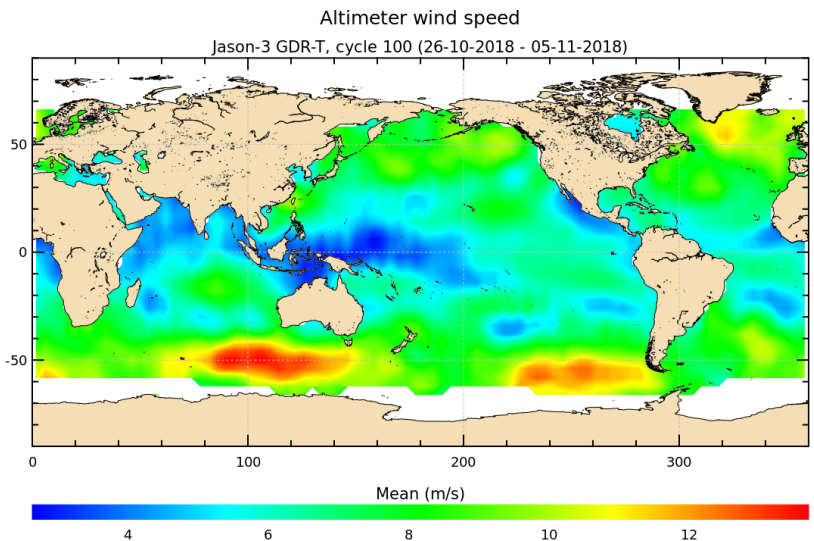 Altimeter wind speed
Jason-3 GDR-T, cycle 100 (26-10-2018 - 05-11-2018)
50
0
-50
0 100 200 300
Mean (m/s)
4 6 8 10 12